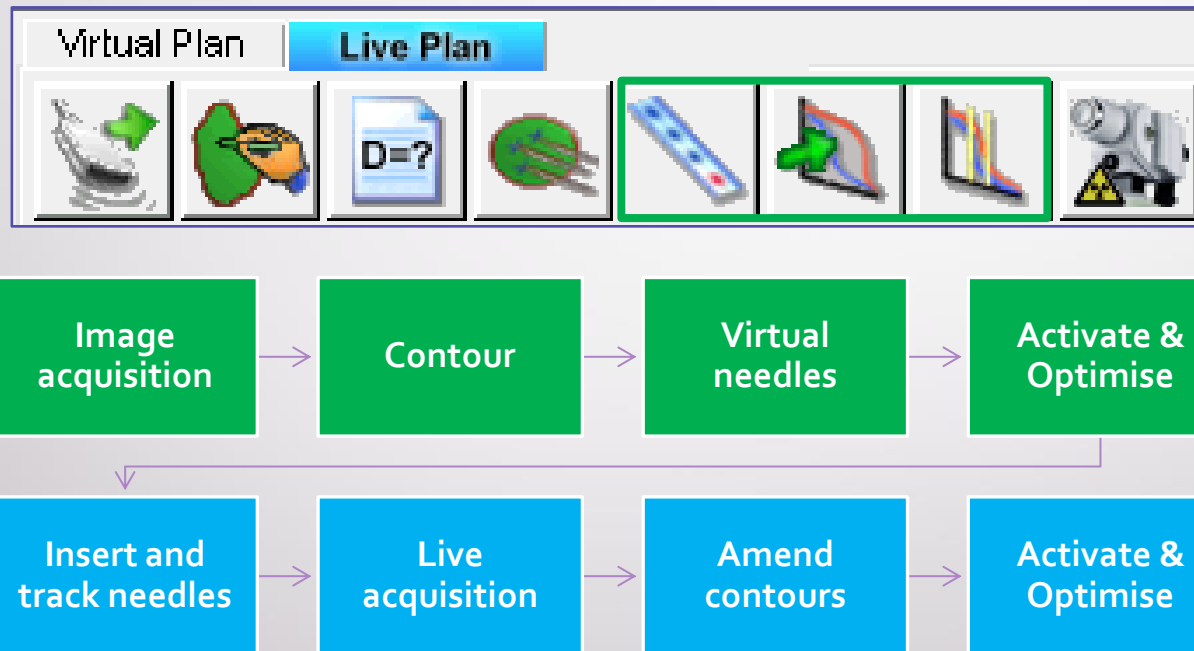 Virtual Plan
Live Plan
D=?
Image
acquisition
Contour
Virtual
needles
Activate &
Optimise
Insert and
track needles
Live
acquisition
Amend
contours
Activate &
Optimise